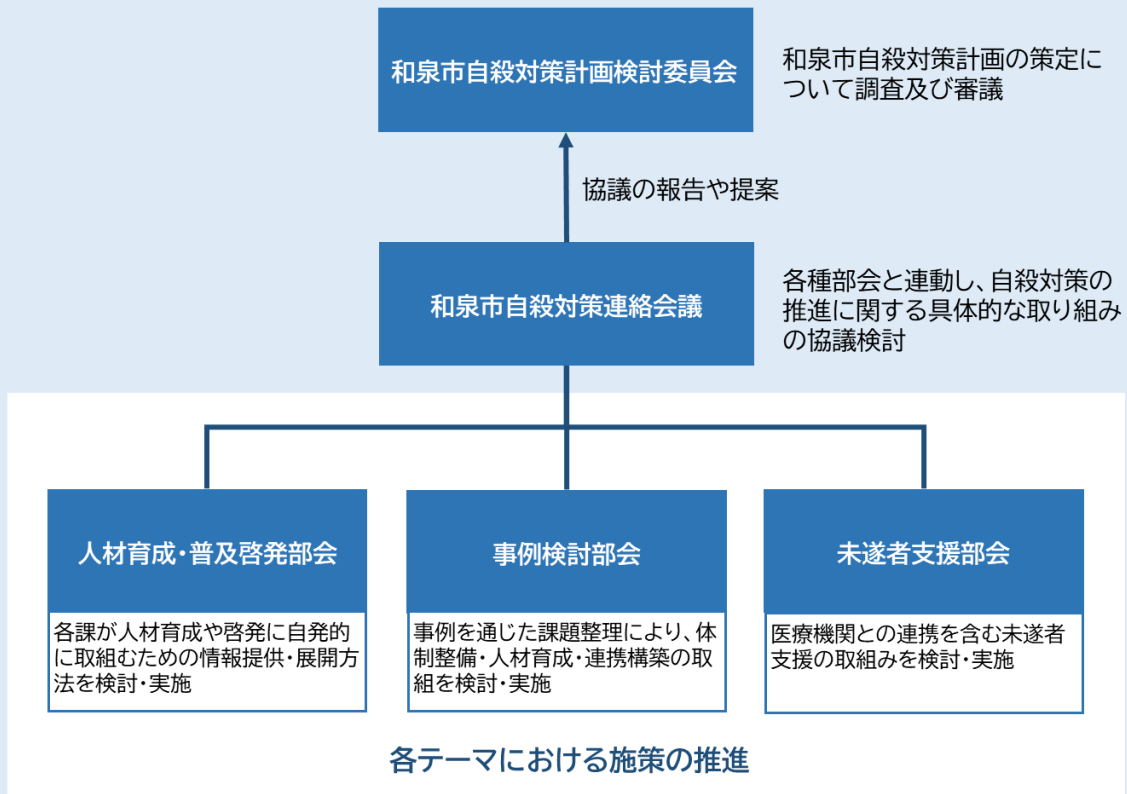 和泉市自殺対策計画検討委員会
和泉市自殺対策計画の策定に
ついて調査及び審議
協議の報告や提案
和泉市自殺対策連絡会議
各種部会と連動し、自殺対策の
推進に関する具体的な取り組み
の協議検討
人材育成・普及啓発部会
各課が人材育成や啓発に自発的
に取組むための情報提供・展開方
法を検討・実施
事例検討部会
事例を通じた課題整理により、体
制整備・人材育成・連携構築の取
組を検討・実施
未遂者支援部会
医療機関との連携を含む未遂者
支援の取組みを検討・実施
各テーマにおける施策の推進